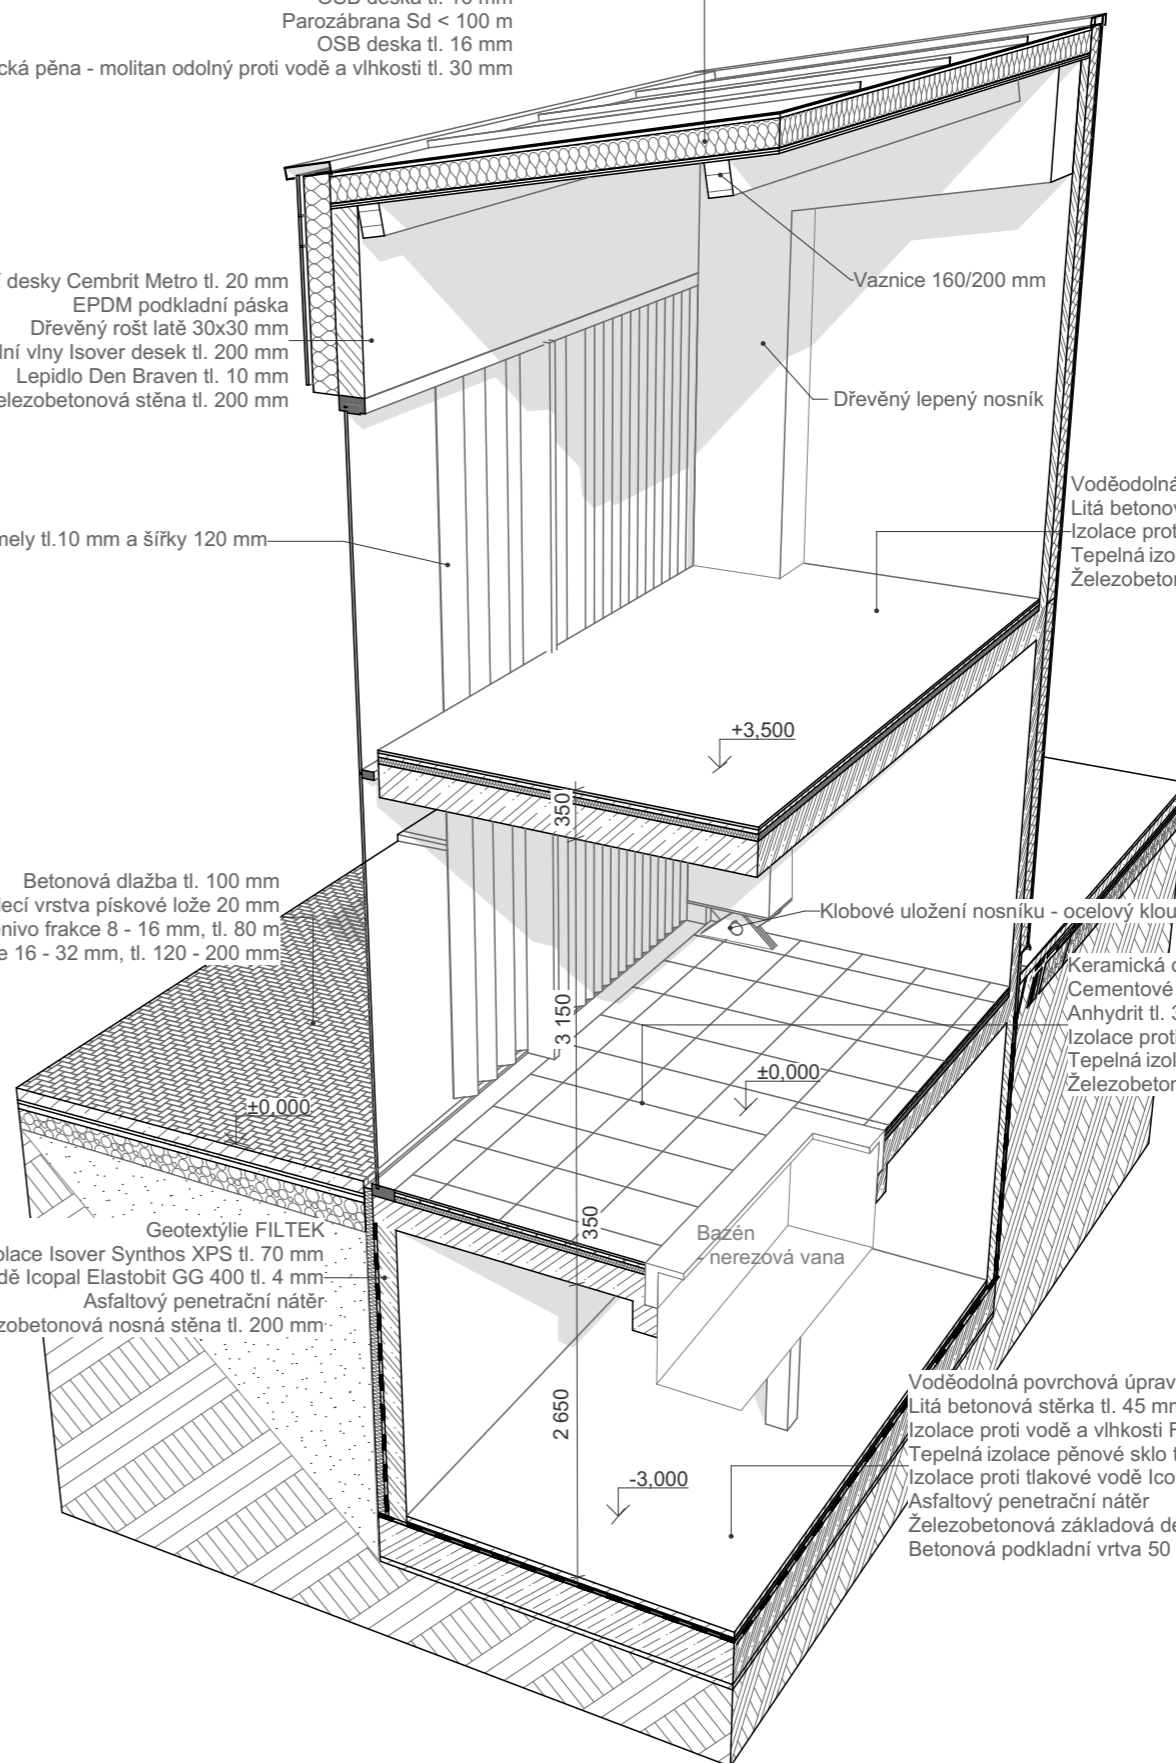 OSB deska tl. 16 mm
Parozábrana Sd < 100 m
OSB deska tl. 16 mm
cká pěna - molitan odolný proti vodě a vlhkosti tl. 30 mm
í desky Cembrit Metro tl. 20 mm
EPDM podkladní páska
Dřevěný rošt latě 30x30 mm
lní vlny Isover desek tl. 200 mm
Lepidlo Den Braven tl. 10 mm
elezobetonová stěna tl. 200 mm
Vaznice 160/200 mm
Dřevěný lepený nosník
mely tl.10 mm a šířky 120 mm
Voděodolná
Litá betonov
Izolace prot
Tepelná izol
Železobeton
+3,500
350
Betonová dlažba tl. 100 mm
decí vrstva pískové lože 20 mm
enivo frakce 8 - 16 mm, tl. 80 m
e 16 - 32 mm, tl. 120 - 200 mm
Klobové uložení nosníku - ocelový klou
Keramická d
Cementové
Anhydrit tl. 3
Izolace proti
Tepelná izol
Železobeton
3 150
±0,000
±0,000
350
Bazén
- nerezová vana
Geotextýlie FILTEK
olace Isover Synthos XPS tl. 70 mm
dě Icopal Elastobit GG 400 tl. 4 mm
Asfaltový penetrační nátěr
zobetonová nosná stěna tl. 200 mm
2 650
-3,000
Voděodolná povrchová úprav
Litá betonová stěrka tl. 45 mm
Izolace proti vodě a vlhkosti F
Tepelná izolace pěnové sklo t
Izolace proti tlakové vodě Ico
Asfaltový penetrační nátěr
Železobetonová základová de
Betonová podkladní vrtva 50